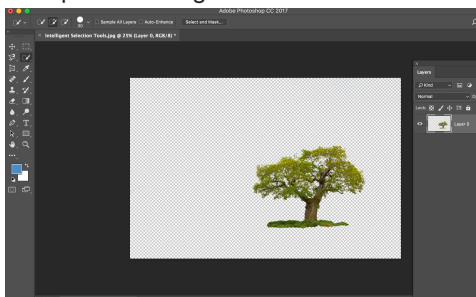 Adobe Photoshop CC 2017
30
Sample All Layers
Auto-Enhance
Select and Mask...
× Intelligent Selection Tools.jpg @ 25% (Layer 0, RGB/8) *
Layers
Kind
Normal
Lock:
Layer 0